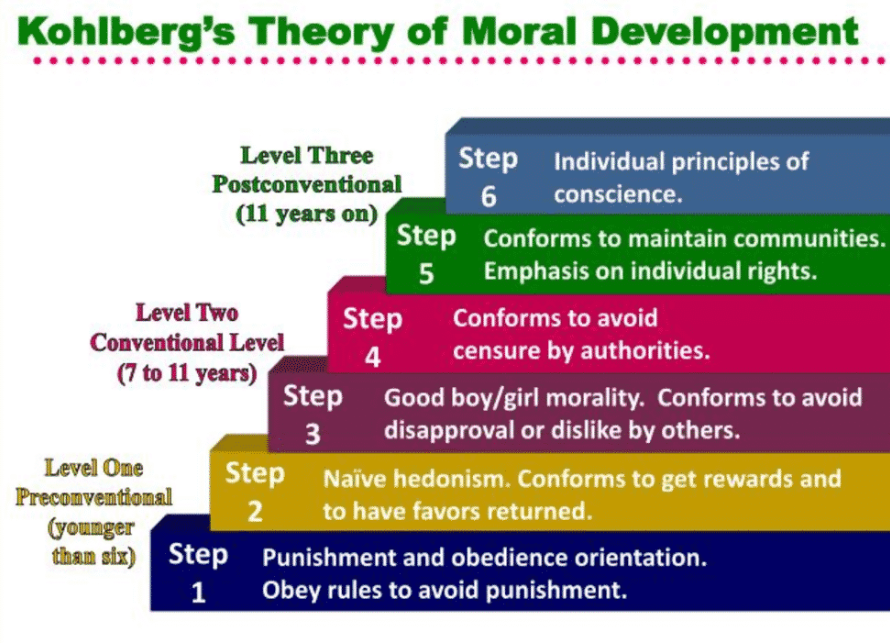 Kohlberg's Theory of Moral Development
Level Three
Postconventional
(11 years on)
Step
6
Individual principles of
conscience.
Step
5
Conforms to maintain communities.
Emphasis on individual rights.
Level Two
Conventional Level
(7 to 11 years)
Step
4
Conforms to avoid
censure by authorities.
Step
3
Good boy/girl morality. Conforms to avoid
disapproval or dislike by others.
Level One
Preconventional
(younger
than six)
Step
2
Naïve hedonism. Conforms to get rewards and
to have favors returned.
Step
1
Punishment and obedience orientation.
Obey rules to avoid punishment.